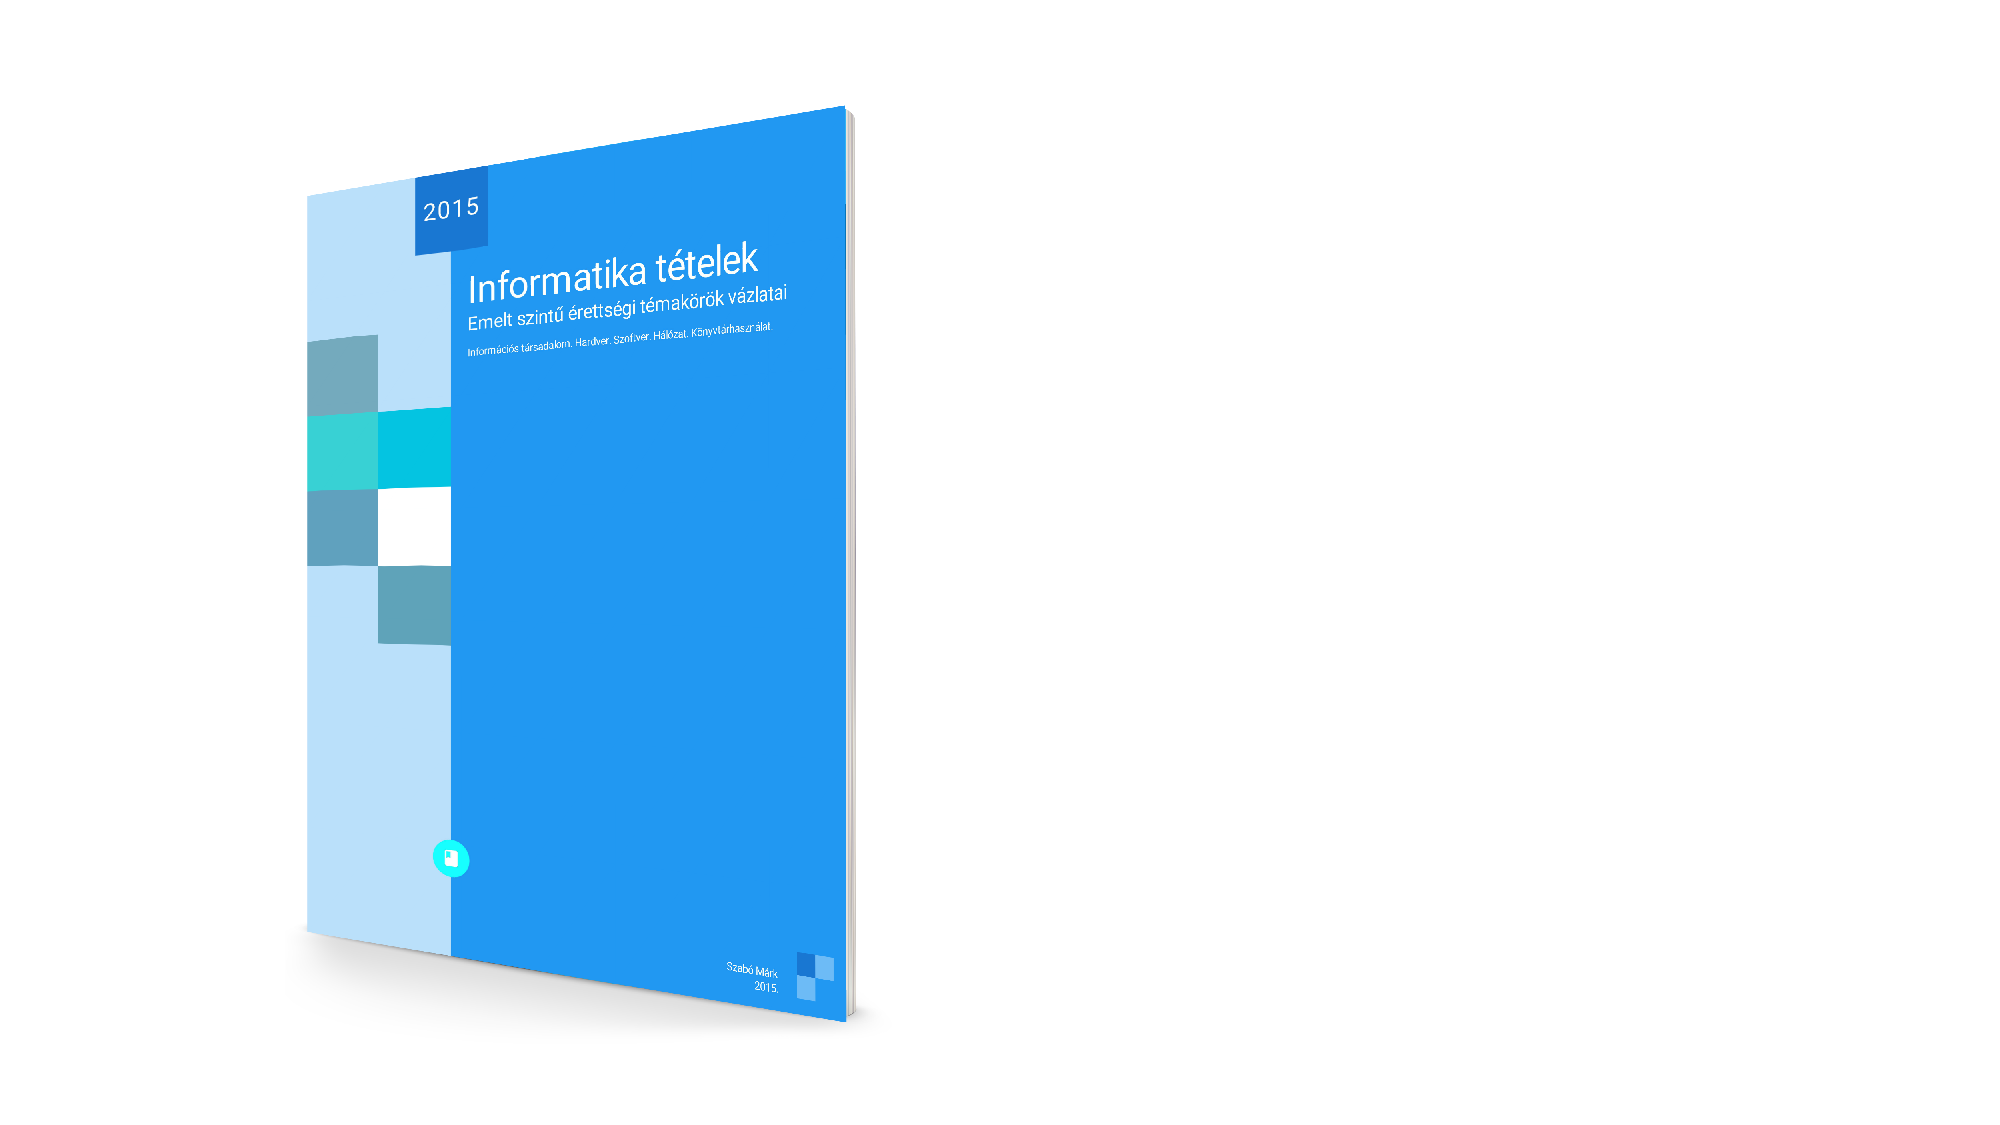 2015
Informatika tételek
Emelt szintű érettségi témakörök vázlatai
Információs társadalom. Hardver. Szoftver. Hálózat. Könyvtárhasználat.
Szabó Márk
2015.